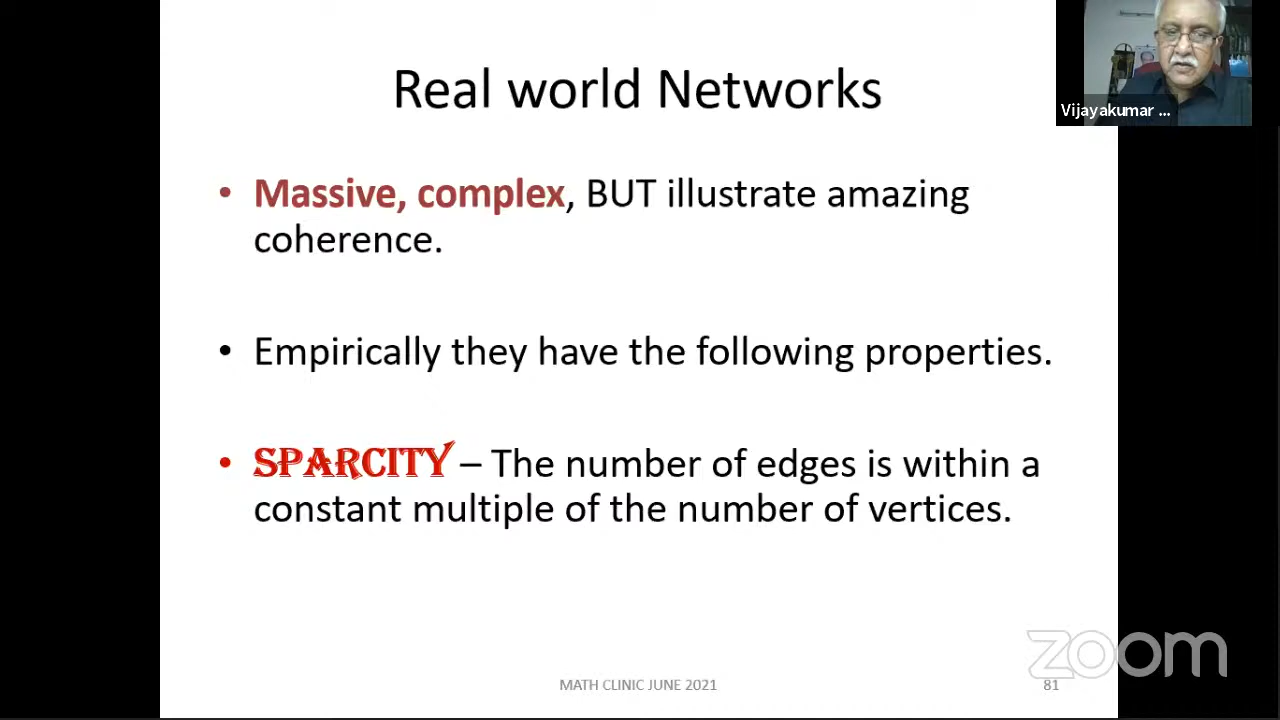 Real world Networks
Vijayakumar ...
• Massive, complex, BUT illustrate amazing
coherence.
• Empirically they have the following properties.
• SPARCITY – The number of edges is within a
constant multiple of the number of vertices.
zoom
MATH CLINIC JUNE 2021
81